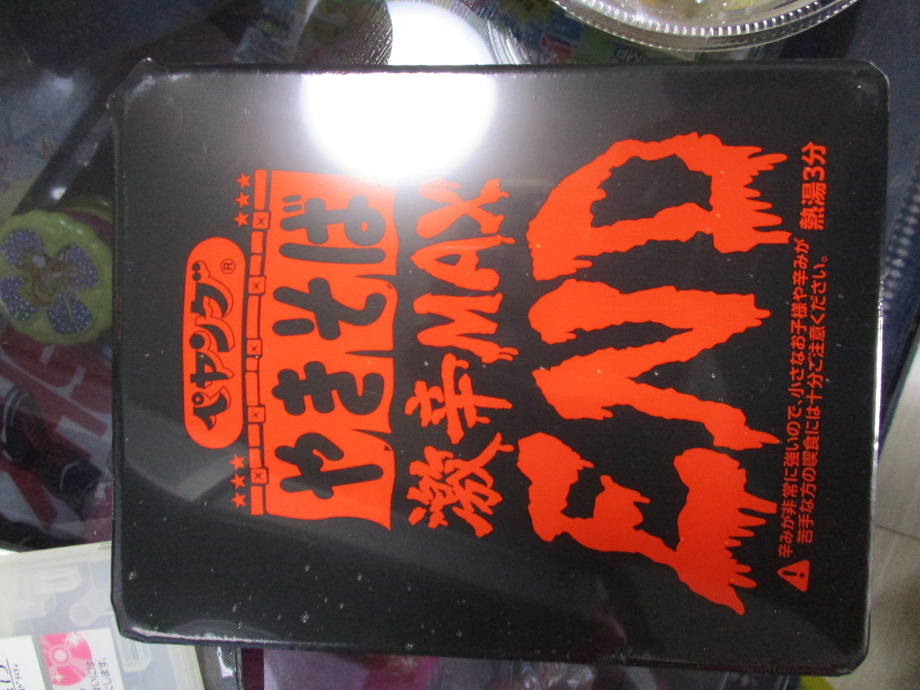 ペヤング®
★★★ ★★★
やきそば
激辛MAX
END
⚠辛みが非常に強いので、小さなお子様や辛みが
苦手な方の喫食には十分ご注意ください。
熱湯3分